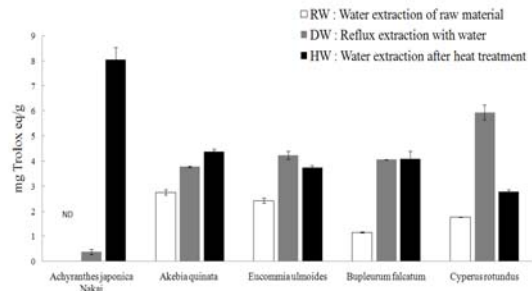 RW : Water extraction of raw material
DW : Reflux extraction with water
HW : Water extraction after heat treatment
mg Trolox eq/g
9
8
7
6
5
4
3
2
1
0
ND
Achyranthes japonica
Nakai
Akebia quinata
Eucommia ulmoides
Bupleurum falcatum
Cyperus rotundus